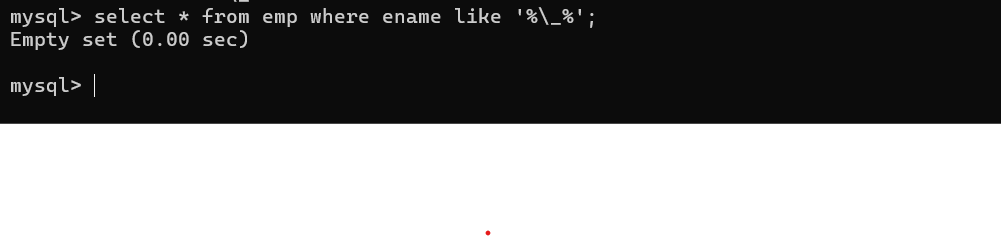 mysql> select * from emp where ename like '%\_%';
Empty set (0.00 sec)
mysql>